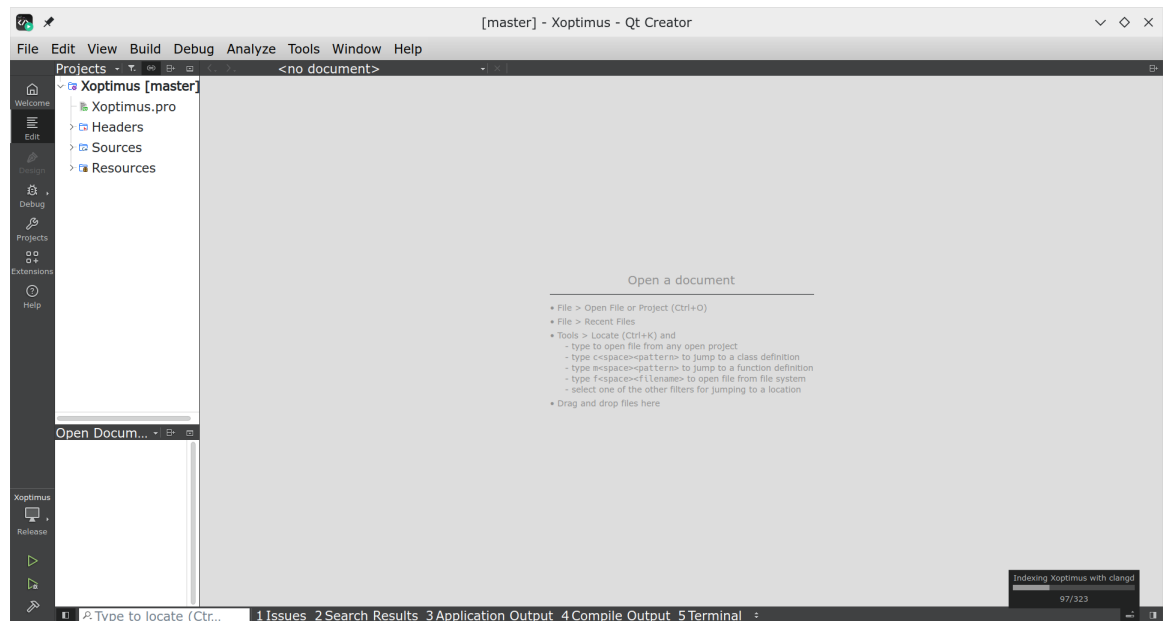 [master] - Xoptimus - Qt Creator
File Edit View Build Debug Analyze Tools Window Help
Projects
<no document>
Welcome
Edit
Design
Debug
Projects
Extensions
Help
Xoptimus [master]
Xoptimus.pro
Headers
Sources
Resources
Open a document
• File > Open File or Project (Ctrl+O)
• File > Recent Files
• Tools > Locate (Ctrl+K) and
- type to open file from any open project
- type c<space><pattern> to jump to a class definition
- type m<space><pattern> to jump to a function definition
- type f<space><filename> to open file from file system
- select one of the other filters for jumping to a location
• Drag and drop files here
Open Docum...
Xoptimus
Release
Indexing Xoptimus with clangd
97/323
Type to locate (Ctr...
1 Issues 2 Search Results 3 Application Output 4 Compile Output 5 Terminal